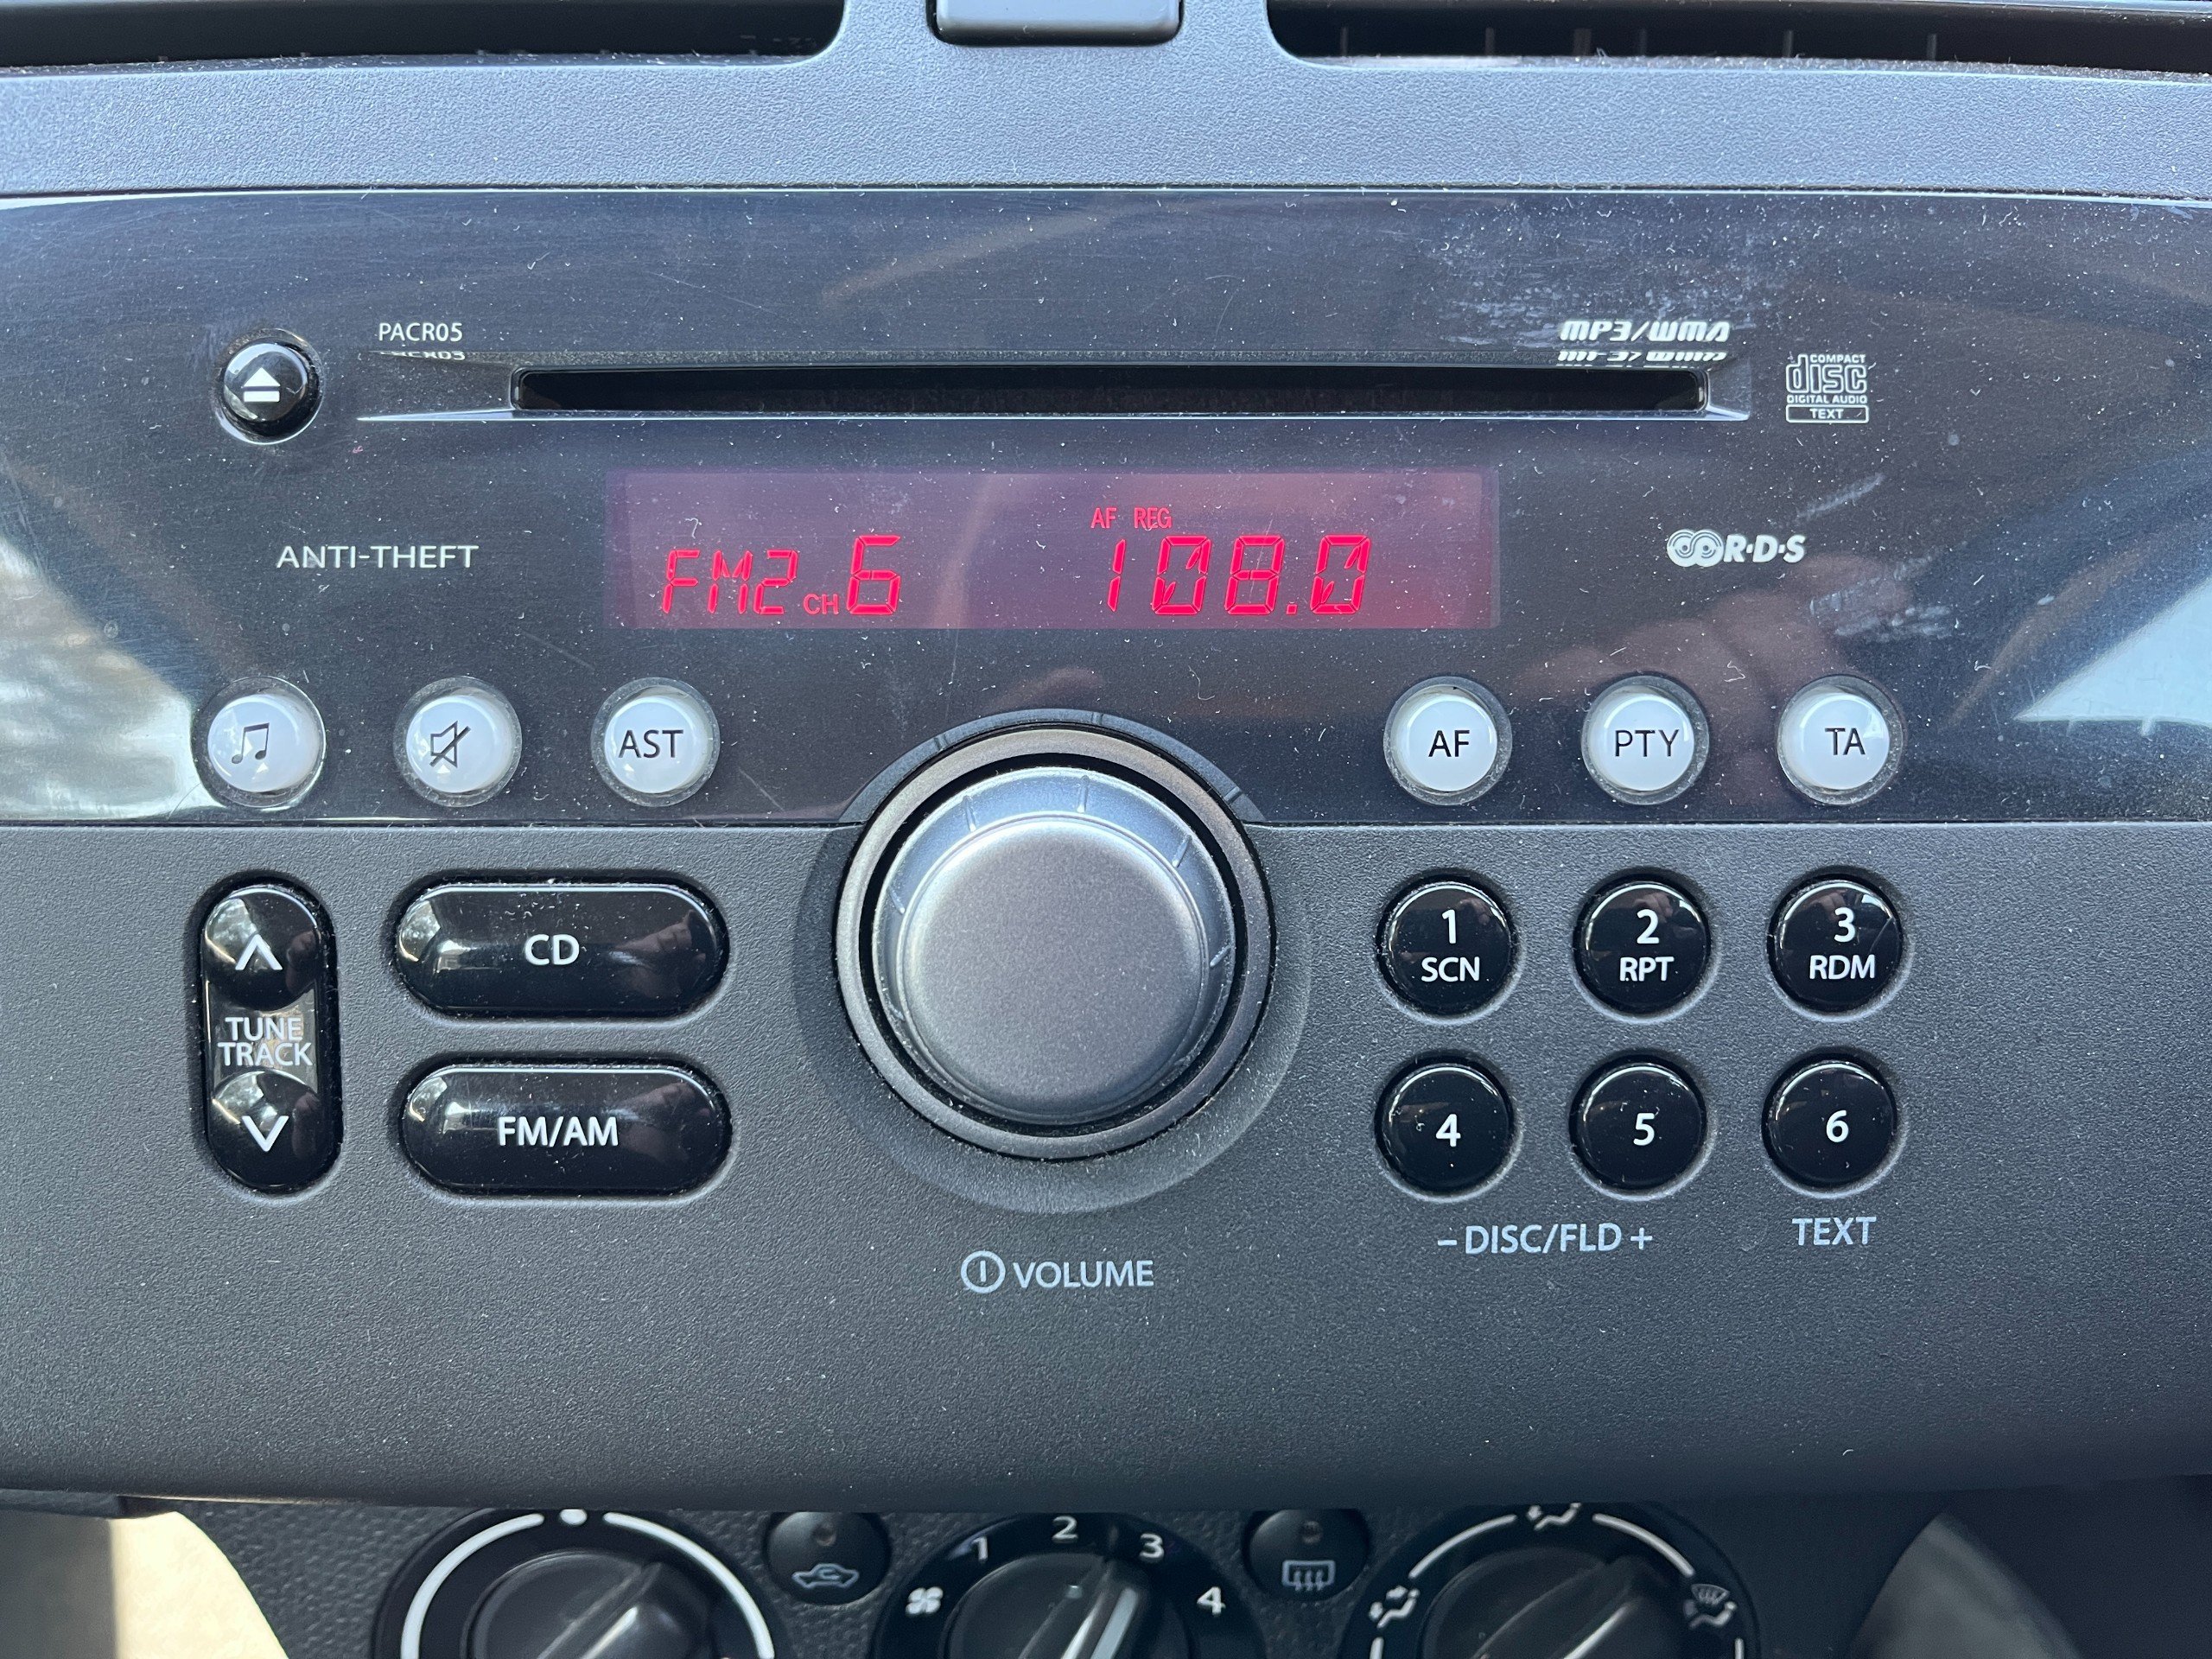 PACR05
MP3/WMA
COMPACT
disc
DIGITAL AUDIO
TEXT
AF REG
FM2 CH 6 108.0
ANTI-THEFT
R·D·S
AST
AF
PTY
TA
CD
1
SCN
2
RPT
3
RDM
TUNE
TRACK
FM/AM
4
5
6
– DISC/FLD +
TEXT
VOLUME
1
2
3
4